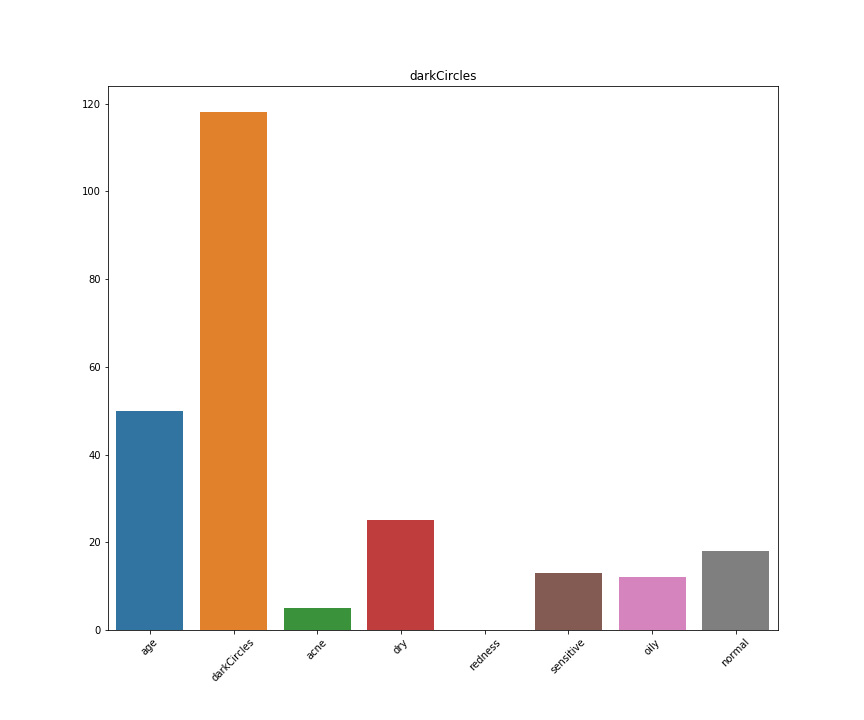 darkCircles
120
100
80
60
40
20
0
age
darkCircles
acne
dry
redness
sensitive
oily
normal